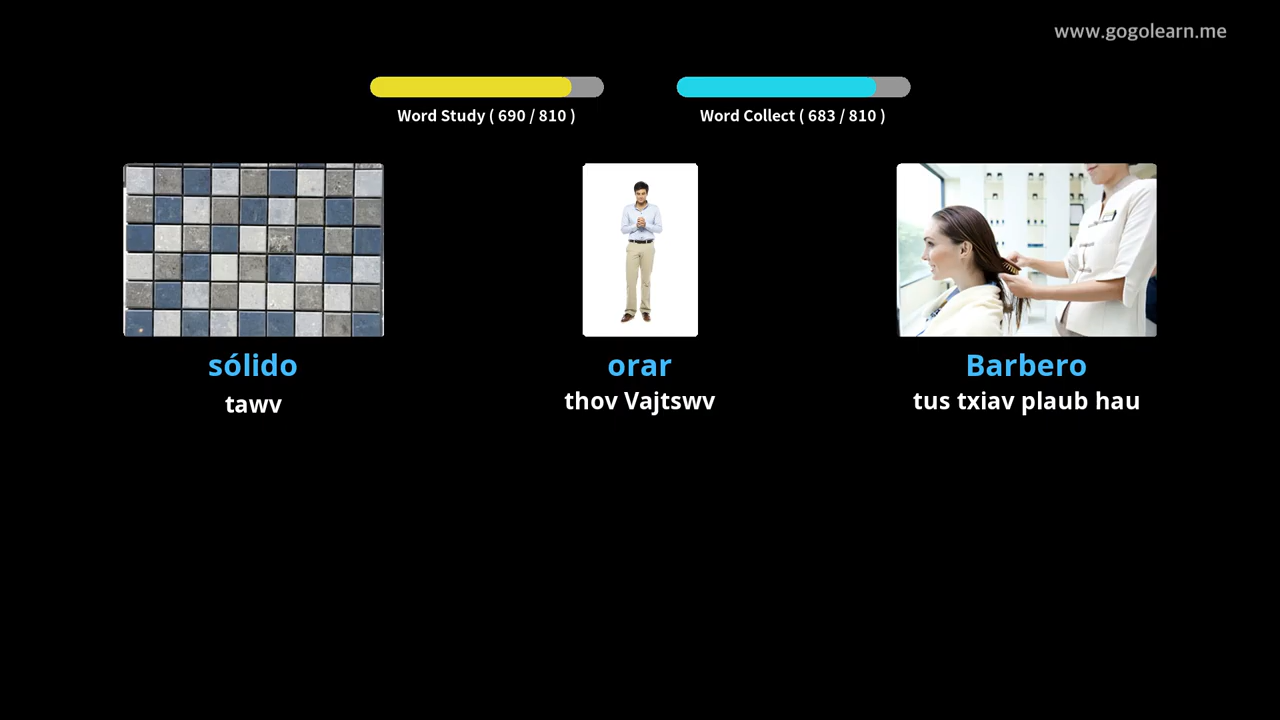 www.gogolearn.me
Word Study ( 690 / 810 )
Word Collect ( 683 / 810 )
sólido
tawv
orar
thov Vajtswv
Barbero
tus txiav plaub hau